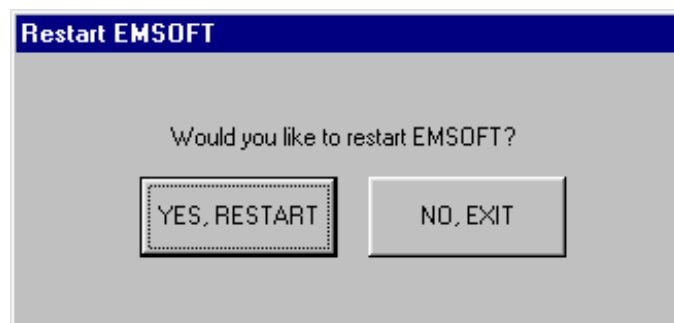 Restart EMSOFT
Would you like to restart EMSOFT?
YES, RESTART
NO, EXIT